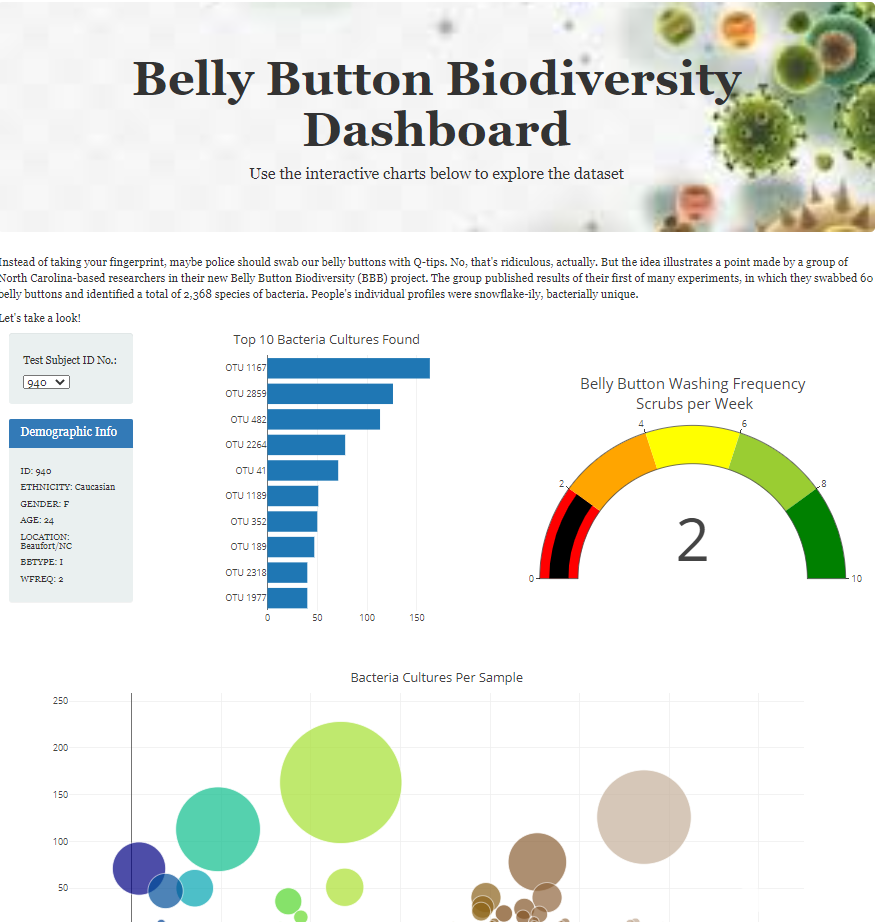 Belly Button Biodiversity
Dashboard
Use the interactive charts below to explore the dataset
Instead of taking your fingerprint, maybe police should swab our belly buttons with Q-tips. No, that's ridiculous, actually. But the idea illustrates a point made by a group of
North Carolina-based researchers in their new Belly Button Biodiversity (BBB) project. The group published results of their first of many experiments, in which they swabbed 60
belly buttons and identified a total of 2,368 species of bacteria. People's individual profiles were snowflake-ily, bacterially unique.
Let's take a look!
Test Subject ID No.:
940
Demographic Info
ID: 940
ETHNICITY: Caucasian
GENDER: F
AGE: 24
LOCATION:
Beaufort/NC
BBTYPE: I
WFREQ: 2
Top 10 Bacteria Cultures Found
OTU 1167
OTU 2859
OTU 482
OTU 2264
OTU 41
OTU 1189
OTU 352
OTU 189
OTU 2318
OTU 1977
0 50 100 150
Belly Button Washing Frequency
Scrubs per Week
4 6
2 8
2
0 10
Bacteria Cultures Per Sample
250
200
150
100
50